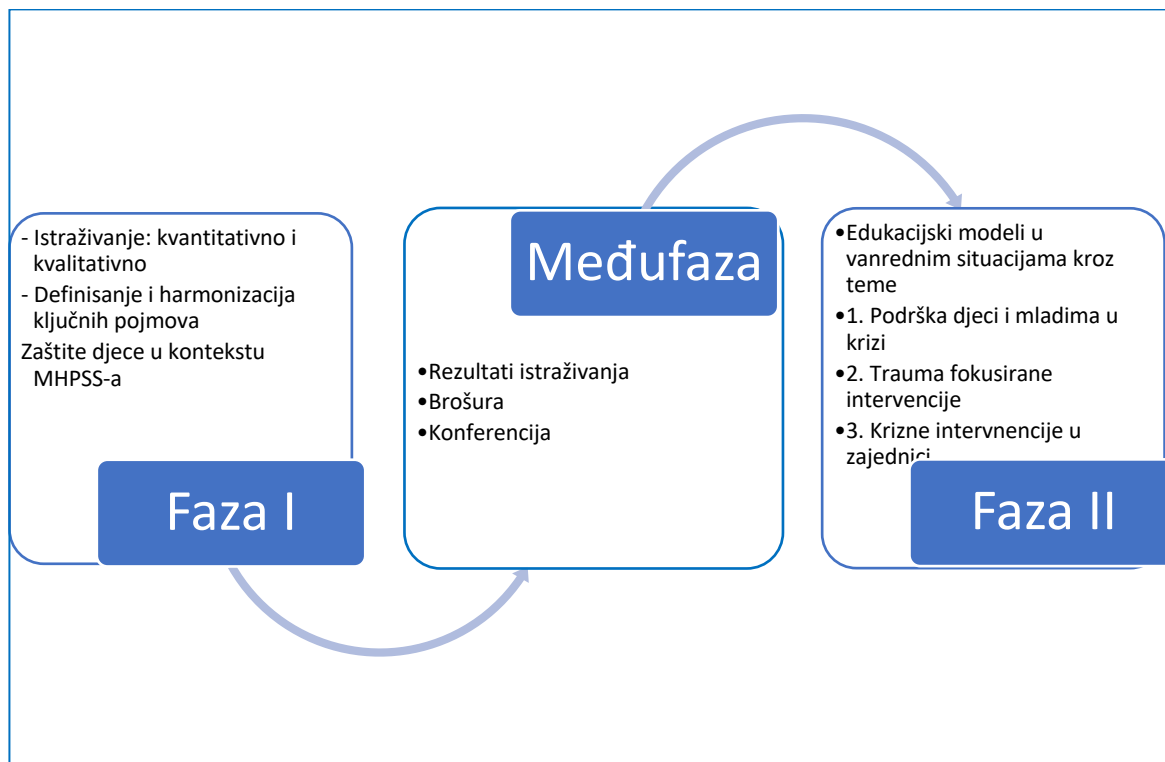 - Istraživanje: kvantitativno i
kvalitativno
- Definisanje i harmonizacija
ključnih pojmova
Zaštite djece u kontekstu
MHPSS-a
Faza I
Međufaza
•Rezultati istraživanja
•Brošura
•Konferencija
•Edukacijski modeli u
vanrednim situacijama kroz
teme
•1. Podrška djeci i mladima u
krizi
•2. Trauma fokusirane
intervencije
•3. Krizne intervnencije u
zajednici
Faza II